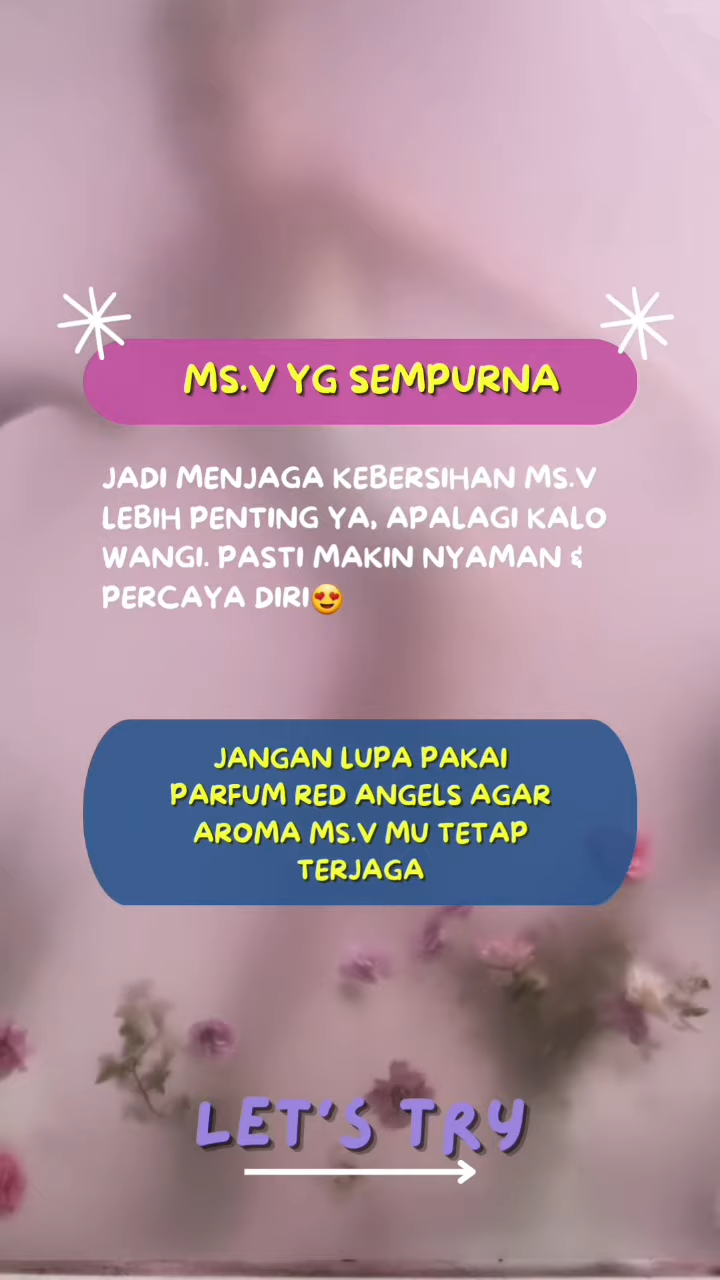 MS.V YG SEMPURNA
JADI MENJAGA KEBERSIHAN MS.V
LEBIH PENTING YA, APALAGI KALO
WANGI. PASTI MAKIN NYAMAN &
PERCAYA DIRI😍
JANGAN LUPA PAKAI
PARFUM RED ANGELS AGAR
AROMA MS.V MU TETAP
TERJAGA
LET'S TRY